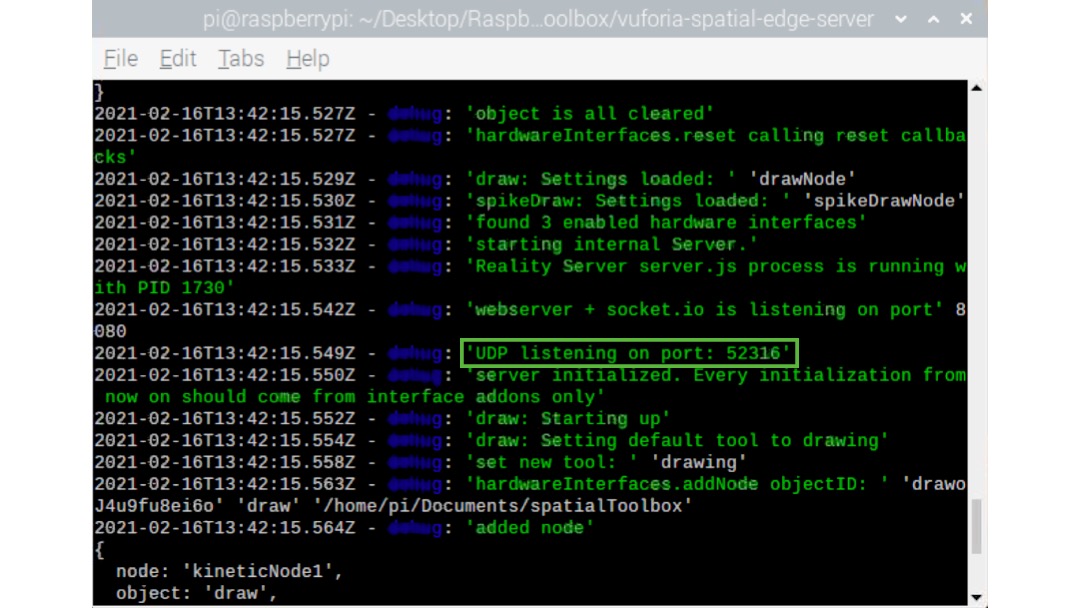 pi@raspberrypi: ~/Desktop/Raspb...oolbox/vuforia-spatial-edge-server
File Edit Tabs Help
}
2021-02-16T13:42:15.527Z - debug: 'object is all cleared'
2021-02-16T13:42:15.527Z - debug: 'hardwareInterfaces.reset calling reset callba
cks'
2021-02-16T13:42:15.529Z - debug: 'draw: Settings loaded: ' 'drawNode'
2021-02-16T13:42:15.530Z - debug: 'spikeDraw: Settings loaded: ' 'spikeDrawNode'
2021-02-16T13:42:15.531Z - debug: 'found 3 enabled hardware interfaces'
2021-02-16T13:42:15.532Z - debug: 'starting internal Server.'
2021-02-16T13:42:15.533Z - debug: 'Reality Server server.js process is running w
ith PID 1730'
2021-02-16T13:42:15.542Z - debug: 'webserver + socket.io is listening on port' 8
080
2021-02-16T13:42:15.549Z - debug: 'UDP listening on port: 52316'
2021-02-16T13:42:15.550Z - debug: 'server initialized. Every initialization from
now on should come from interface addons only'
2021-02-16T13:42:15.552Z - debug: 'draw: Starting up'
2021-02-16T13:42:15.554Z - debug: 'draw: Setting default tool to drawing'
2021-02-16T13:42:15.558Z - debug: 'set new tool: ' 'drawing'
2021-02-16T13:42:15.563Z - debug: 'hardwareInterfaces.addNode objectID: ' 'drawo
J4u9fu8ei6o' 'draw' '/home/pi/Documents/spatialToolbox'
2021-02-16T13:42:15.564Z - debug: 'added node'
{
node: 'kineticNode1',
object: 'draw',